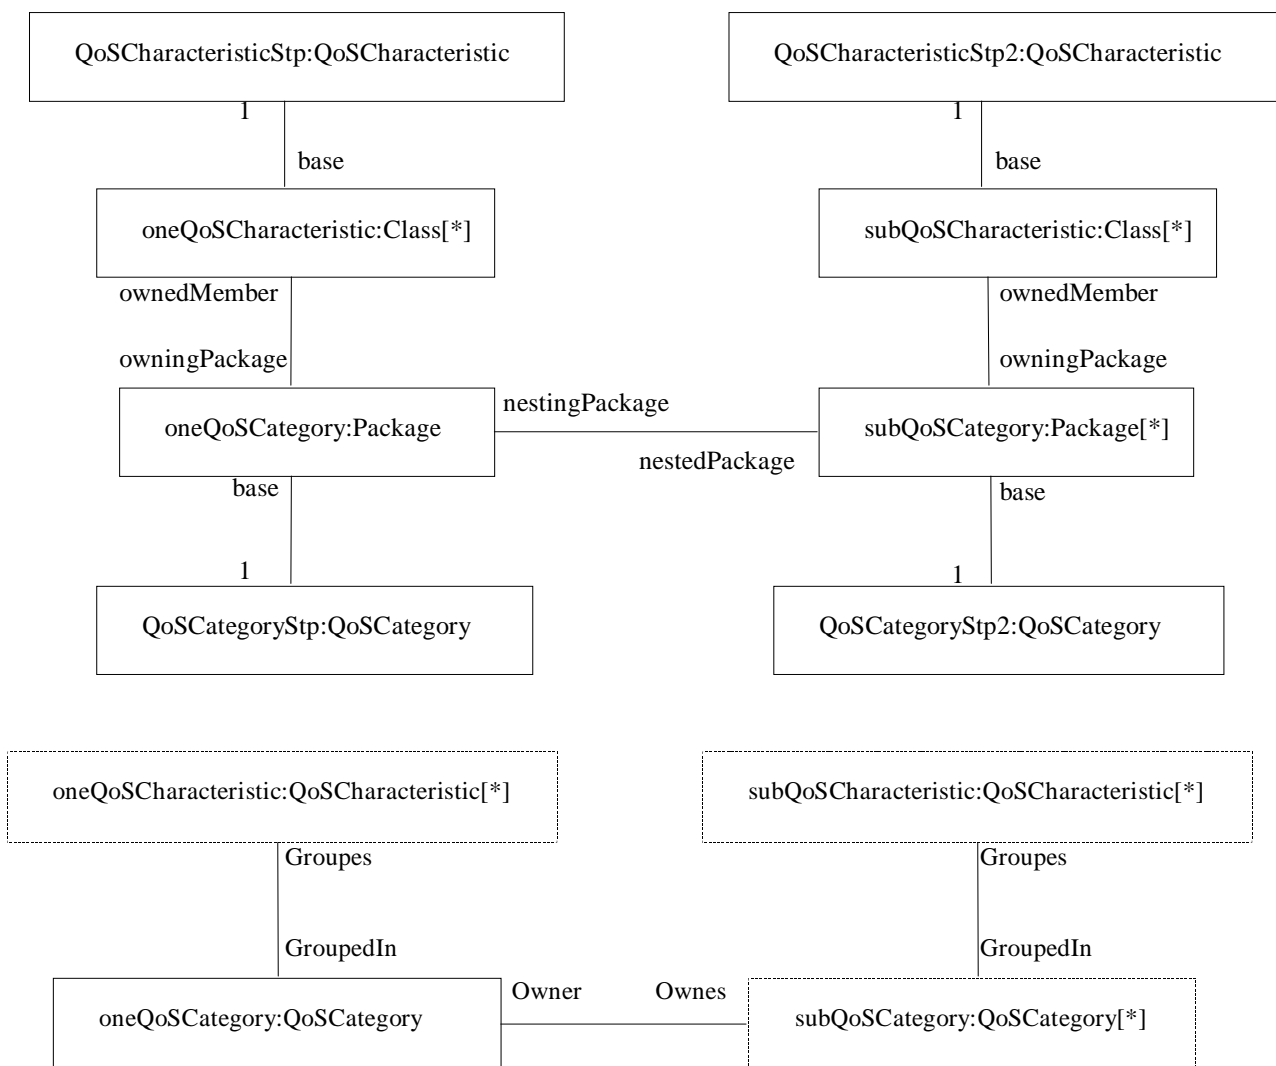 QoSCharacteristicStp:QoSCharacteristic
QoSCharacteristicStp2:QoSCharacteristic
1
1
base
base
oneQoSCharacteristic:Class[*]
subQoSCharacteristic:Class[*]
ownedMember
ownedMember
owningPackage
owningPackage
nestingPackage
oneQoSCategory:Package
subQoSCategory:Package[*]
nestedPackage
base
base
1
1
QoSCategoryStp:QoSCategory
QoSCategoryStp2:QoSCategory
oneQoSCharacteristic:QoSCharacteristic[*]
subQoSCharacteristic:QoSCharacteristic[*]
Groupes
Groupes
GroupedIn
GroupedIn
Owner
Ownes
oneQoSCategory:QoSCategory
subQoSCategory:QoSCategory[*]